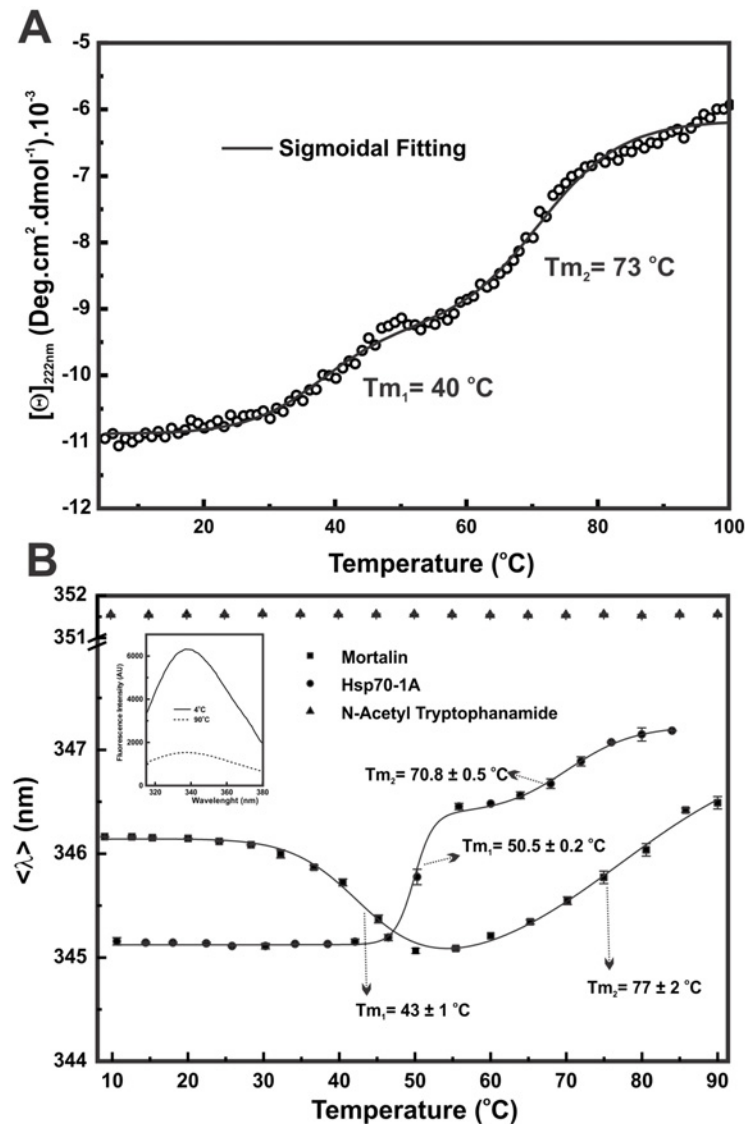 A
-5
-6
-7
-8
-9
-10
-11
-12
[Θ]222nm (Deg.cm2.dmol-1).10-3
Sigmoidal Fitting
Tm2= 73 °C
Tm1= 40 °C
20 40 60 80 100
Temperature (°C)
B
352
351
347
346
345
344
<λ> (nm)
6000
4000
2000
0
Fluorescence Intensity (AU)
4°C
90°C
320 340 360 380
Wavelenght (nm)
Mortalin
Hsp70-1A
N-Acetyl Tryptophanamide
Tm2 = 70.8 ± 0.5 °C
Tm1 = 50.5 ± 0.2 °C
Tm1 = 43 ± 1 °C
Tm2 = 77 ± 2 °C
10 20 30 40 50 60 70 80 90
Temperature (°C)